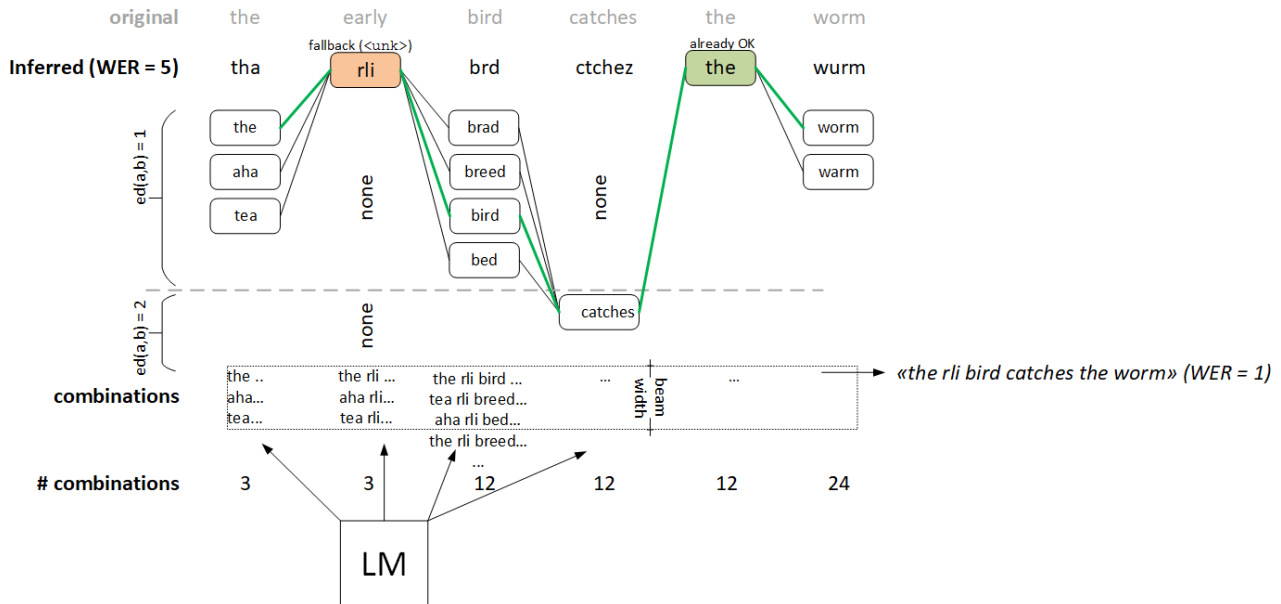 original the early bird catches the worm
fallback (<unk>) already OK
Inferred (WER = 5) tha rli brd ctchez the wurm
ed(a,b) = 1
the brad worm
aha breed warm
none none
tea bird
bed
ed(a,b) = 2
catches
none
combinations
the .. the rli ... the rli bird ... ... ...
aha... aha rli... tea rli breed...
tea... tea rli... aha rli bed...
the rli breed...
...
beam
width
«the rli bird catches the worm» (WER = 1)
# combinations 3 3 12 12 12 24
LM